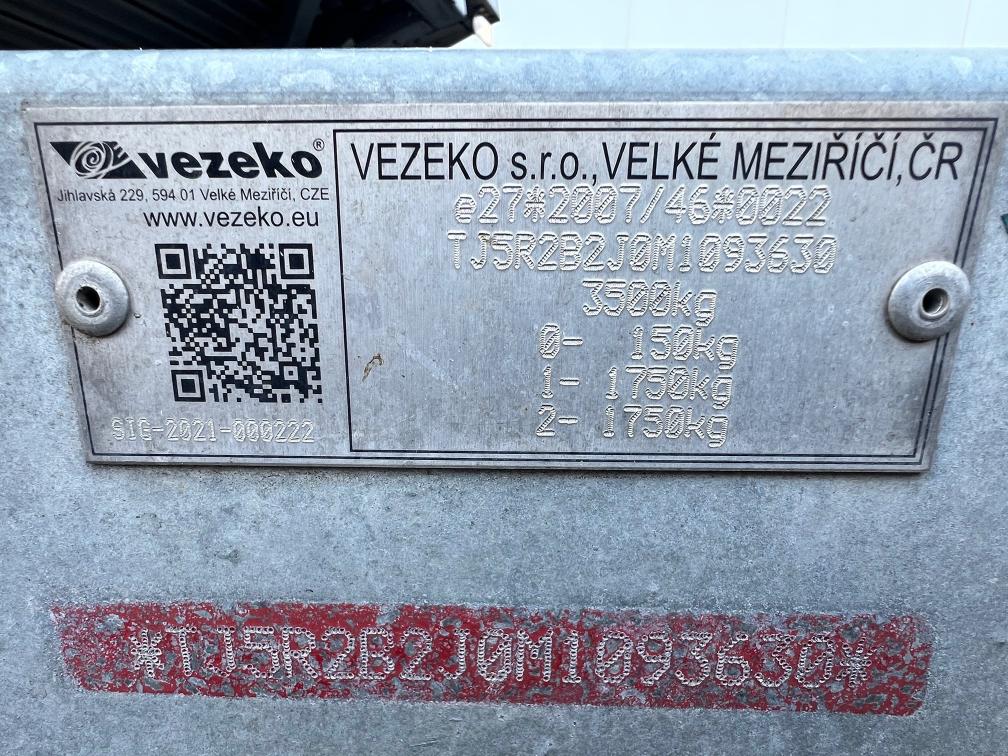 vezeko®
Jihlavská 229, 594 01 Velké Meziříčí, CZE
www.vezeko.eu
SIG-2021-000222
VEZEKO s.r.o., VELKÉ MEZIŘÍČÍ, ČR
e27*2007/46*0022
TJ5R2B2J0M1093630
3500kg
0- 150kg
1- 1750kg
2- 1750kg
*TJ5R2B2J0M1093630*